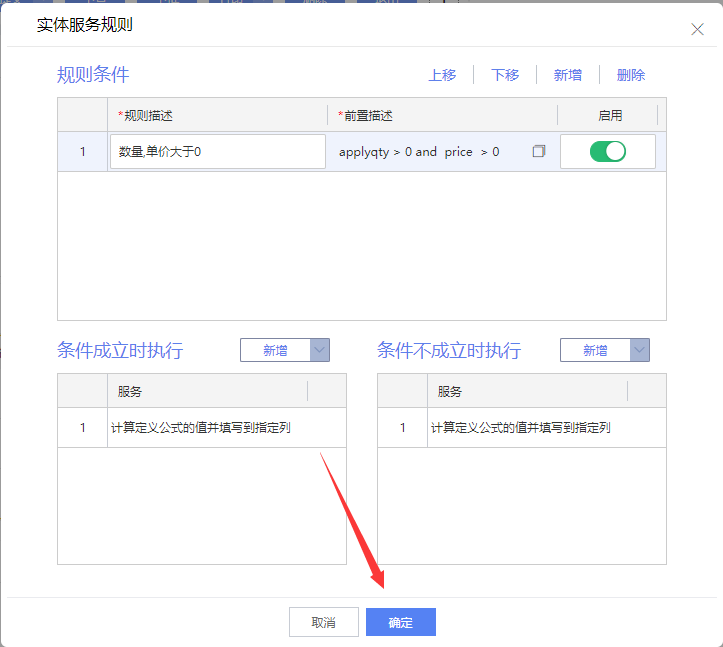 实体服务规则
规则条件 上移 下移 新增 删除
*规则描述 *前置描述 启用
1 数量,单价大于0 applyqty > 0 and price > 0
条件成立时执行 新增 条件不成立时执行 新增
服务 服务
1 计算定义公式的值并填写到指定列 1 计算定义公式的值并填写到指定列
取消 确定